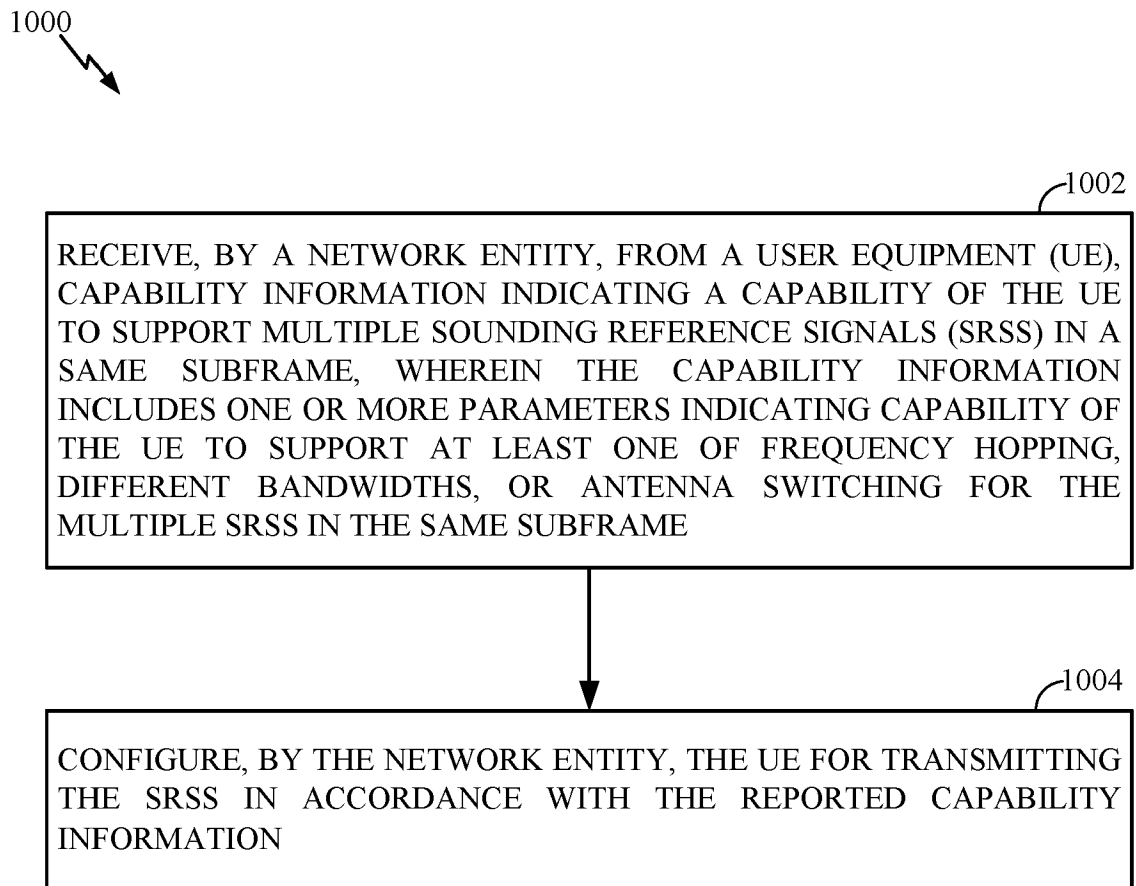 1000
1002
RECEIVE, BY A NETWORK ENTITY, FROM A USER EQUIPMENT (UE),
CAPABILITY INFORMATION INDICATING A CAPABILITY OF THE UE
TO SUPPORT MULTIPLE SOUNDING REFERENCE SIGNALS (SRSS) IN A
SAME SUBFRAME, WHEREIN THE CAPABILITY INFORMATION
INCLUDES ONE OR MORE PARAMETERS INDICATING CAPABILITY OF
THE UE TO SUPPORT AT LEAST ONE OF FREQUENCY HOPPING,
DIFFERENT BANDWIDTHS, OR ANTENNA SWITCHING FOR THE
MULTIPLE SRSS IN THE SAME SUBFRAME
1004
CONFIGURE, BY THE NETWORK ENTITY, THE UE FOR TRANSMITTING
THE SRSS IN ACCORDANCE WITH THE REPORTED CAPABILITY
INFORMATION